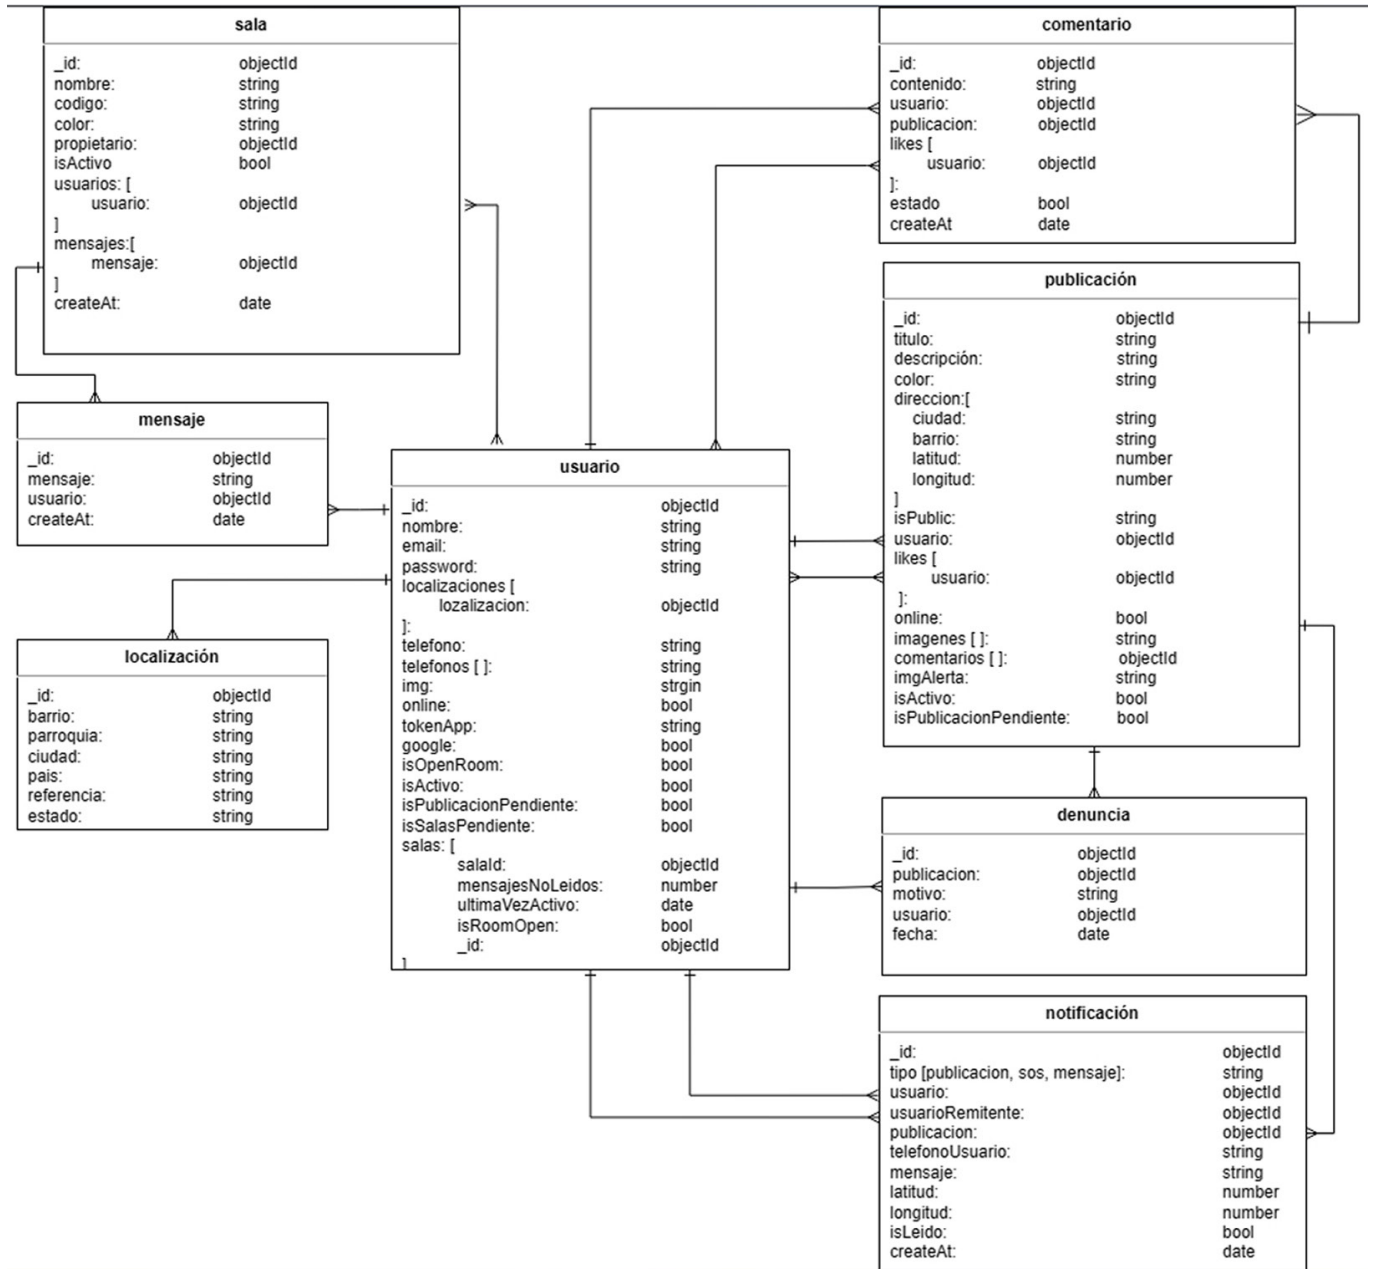 sala
_id: objectId
nombre: string
codigo: string
color: string
propietario: objectId
isActivo bool
usuarios: [
usuario: objectId
]
mensajes:[
mensaje: objectId
]
createAt: date
comentario
_id: objectId
contenido: string
usuario: objectId
publicacion: objectId
likes [
usuario: objectId
]:
estado bool
createAt date
publicación
_id: objectId
titulo: string
descripción: string
color: string
direccion:[
ciudad: string
barrio: string
latitud: number
longitud: number
]
isPublic: string
usuario: objectId
likes [
usuario: objectId
]:
online: bool
imagenes [ ]: string
comentarios [ ]: objectId
imgAlerta: string
isActivo: bool
isPublicacionPendiente: bool
mensaje
_id: objectId
mensaje: string
usuario: objectId
createAt: date
usuario
_id: objectId
nombre: string
email: string
password: string
localizaciones [
lozalizacion: objectId
]:
telefono: string
telefonos [ ]: string
img: strgin
online: bool
tokenApp: string
google: bool
isOpenRoom: bool
isActivo: bool
isPublicacionPendiente: bool
isSalasPendiente: bool
salas: [
salaId: objectId
mensajesNoLeidos: number
ultimaVezActivo: date
isRoomOpen: bool
_id: objectId
]
localización
_id: objectId
barrio: string
parroquia: string
ciudad: string
pais: string
referencia: string
estado: string
denuncia
_id: objectId
publicacion: objectId
motivo: string
usuario: objectId
fecha: date
notificación
_id: objectId
tipo [publicacion, sos, mensaje]: string
usuario: objectId
usuarioRemitente: objectId
publicacion: objectId
telefonoUsuario: string
mensaje: string
latitud: number
longitud: number
isLeido: bool
createAt: date